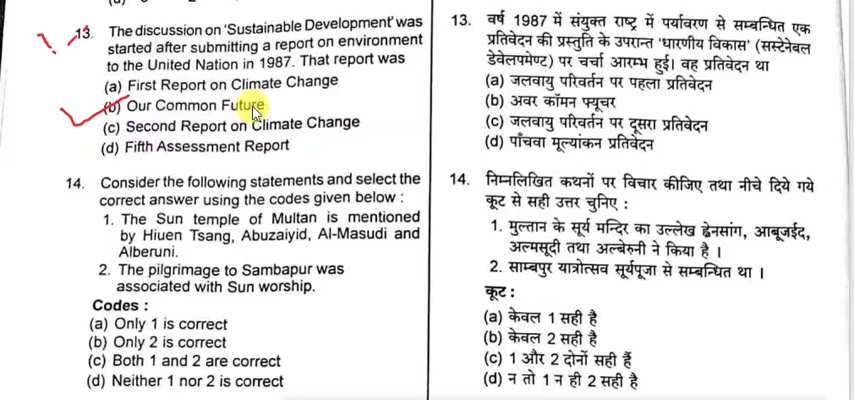 13. The discussion on 'Sustainable Development' was
started after submitting a report on environment
to the United Nation in 1987. That report was
(a) First Report on Climate Change
(b) Our Common Future
(c) Second Report on Climate Change
(d) Fifth Assessment Report
14. Consider the following statements and select the
correct answer using the codes given below :
1. The Sun temple of Multan is mentioned
by Hiuen Tsang, Abuzaiyid, Al-Masudi and
Alberuni.
2. The pilgrimage to Sambapur was
associated with Sun worship.
Codes :
(a) Only 1 is correct
(b) Only 2 is correct
(c) Both 1 and 2 are correct
(d) Neither 1 nor 2 is correct
13. वर्ष 1987 में संयुक्त राष्ट्र में पर्यावरण से सम्बन्धित एक
प्रतिवेदन की प्रस्तुति के उपरान्त 'धारणीय विकास' (सस्टेनेबल
डेवेलपमेण्ट) पर चर्चा आरम्भ हुई। वह प्रतिवेदन था
(a) जलवायु परिवर्तन पर पहला प्रतिवेदन
(b) अवर कॉमन फ्यूचर
(c) जलवायु परिवर्तन पर दूसरा प्रतिवेदन
(d) पाँचवा मूल्यांकन प्रतिवेदन
14. निम्नलिखित कथनों पर विचार कीजिए तथा नीचे दिये गये
कूट से सही उत्तर चुनिए :
1. मुल्तान के सूर्य मन्दिर का उल्लेख ह्वेनसांग, आबूजईद,
अल्मसूदी तथा अल्बेरुनी ने किया है ।
2. साम्बपुर यात्रोत्सव सूर्यपूजा से सम्बन्धित था ।
कूट :
(a) केवल 1 सही है
(b) केवल 2 सही है
(c) 1 और 2 दोनों सही हैं
(d) न तो 1 न ही 2 सही है